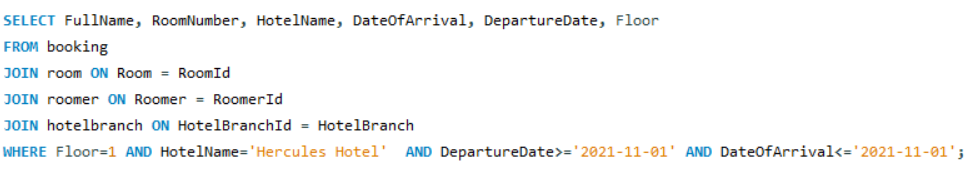 SELECT FullName, RoomNumber, HotelName, DateOfArrival, DepartureDate, Floor
FROM booking
JOIN room ON Room = RoomId
JOIN roomer ON Roomer = RoomerId
JOIN hotelbranch ON HotelBranchId = HotelBranch
WHERE Floor=1 AND HotelName='Hercules Hotel'  AND DepartureDate>='2021-11-01' AND DateOfArrival<='2021-11-01';